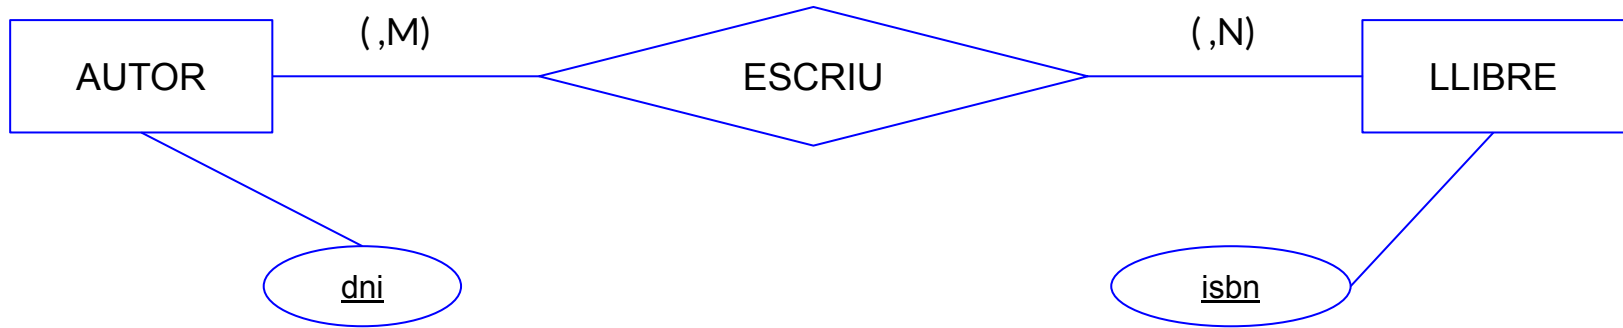 ( ,M)
( ,N)
AUTOR
ESCRIU
LLIBRE
dni
isbn